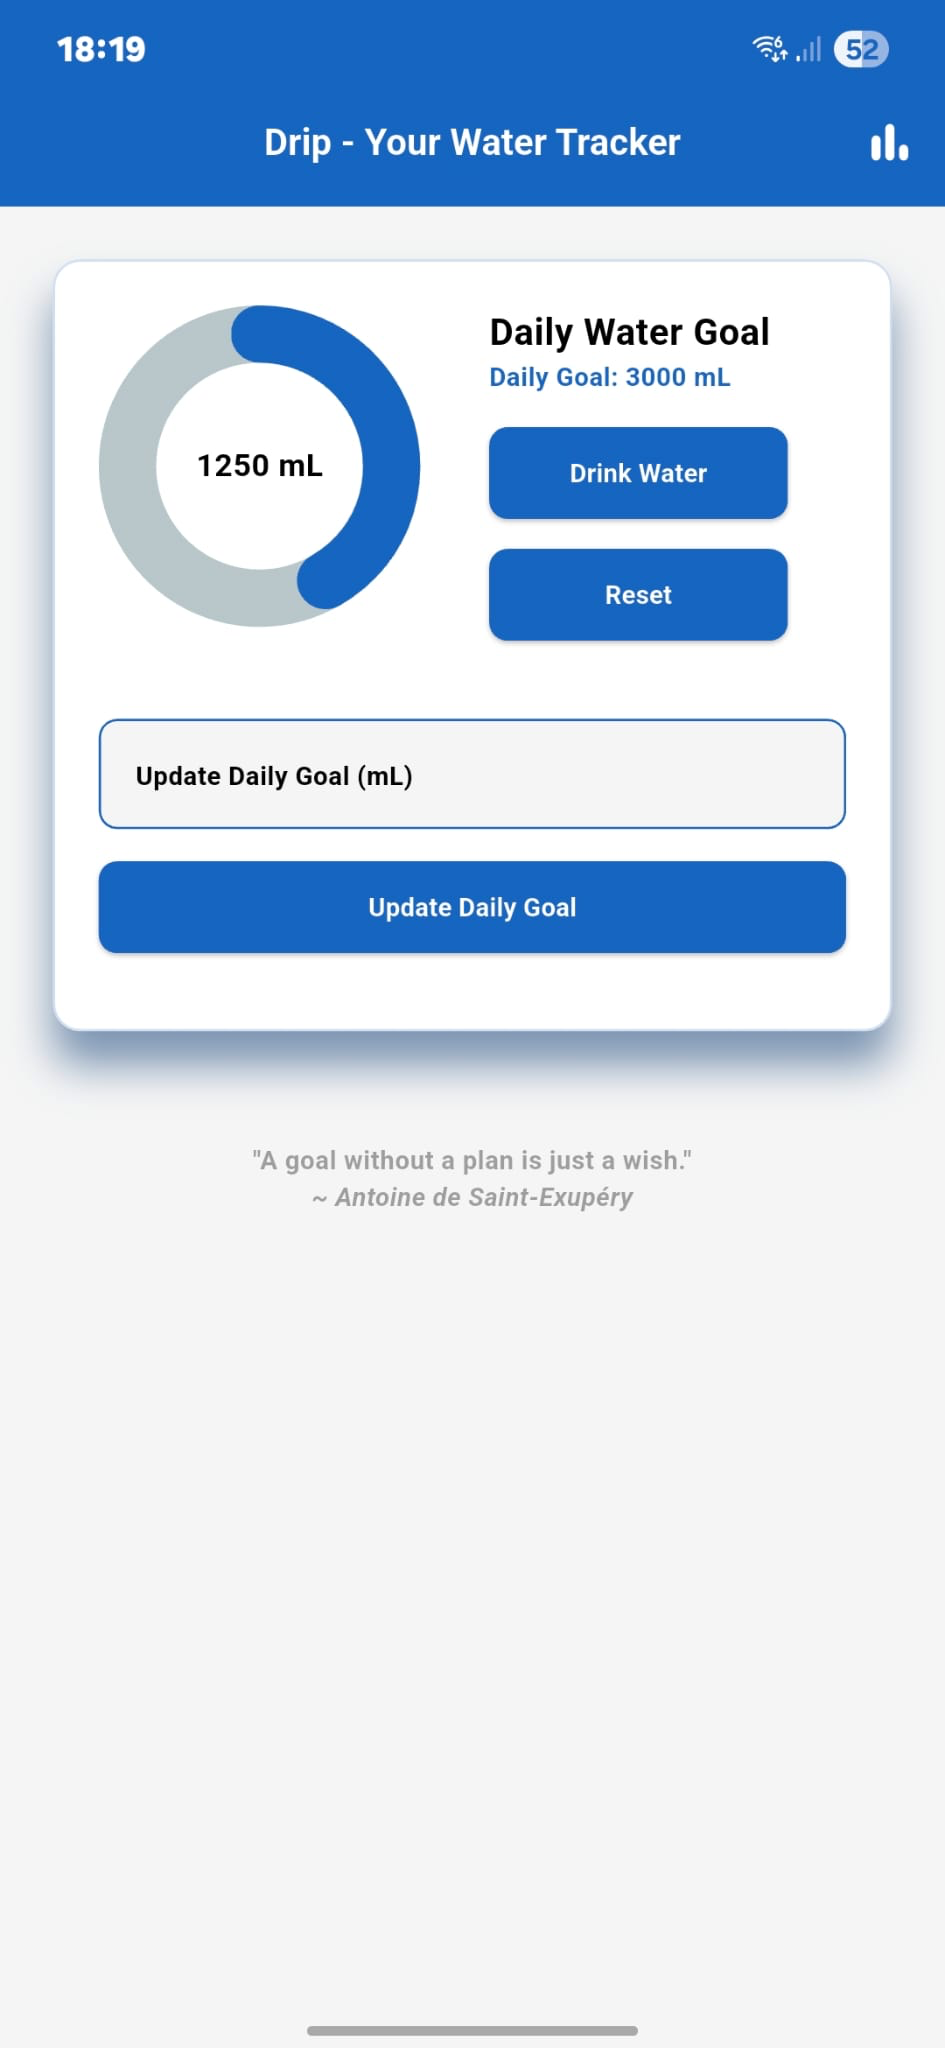 18:19
6
52
Drip - Your Water Tracker
1250 mL
Daily Water Goal
Daily Goal: 3000 mL
Drink Water
Reset
Update Daily Goal (mL)
Update Daily Goal
"A goal without a plan is just a wish."
~ Antoine de Saint-Exupéry